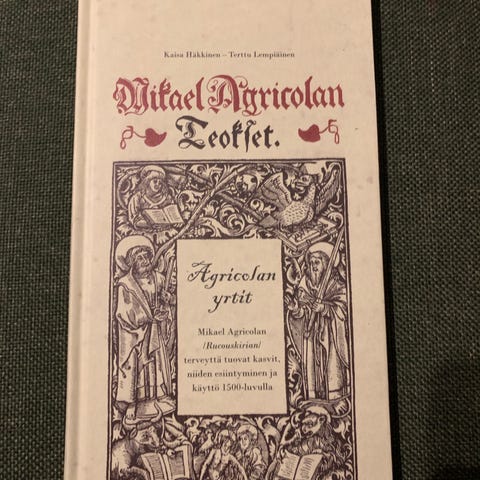 Kaisa Häkkinen – Terttu Lempiäinen
Mikael Agricolan
Teokset.
Agricolan
yrtit
Mikael Agricolan
/Rucouskirian/
terveyttä tuovat kasvit,
niiden esiintyminen ja
käyttö 1500-luvulla